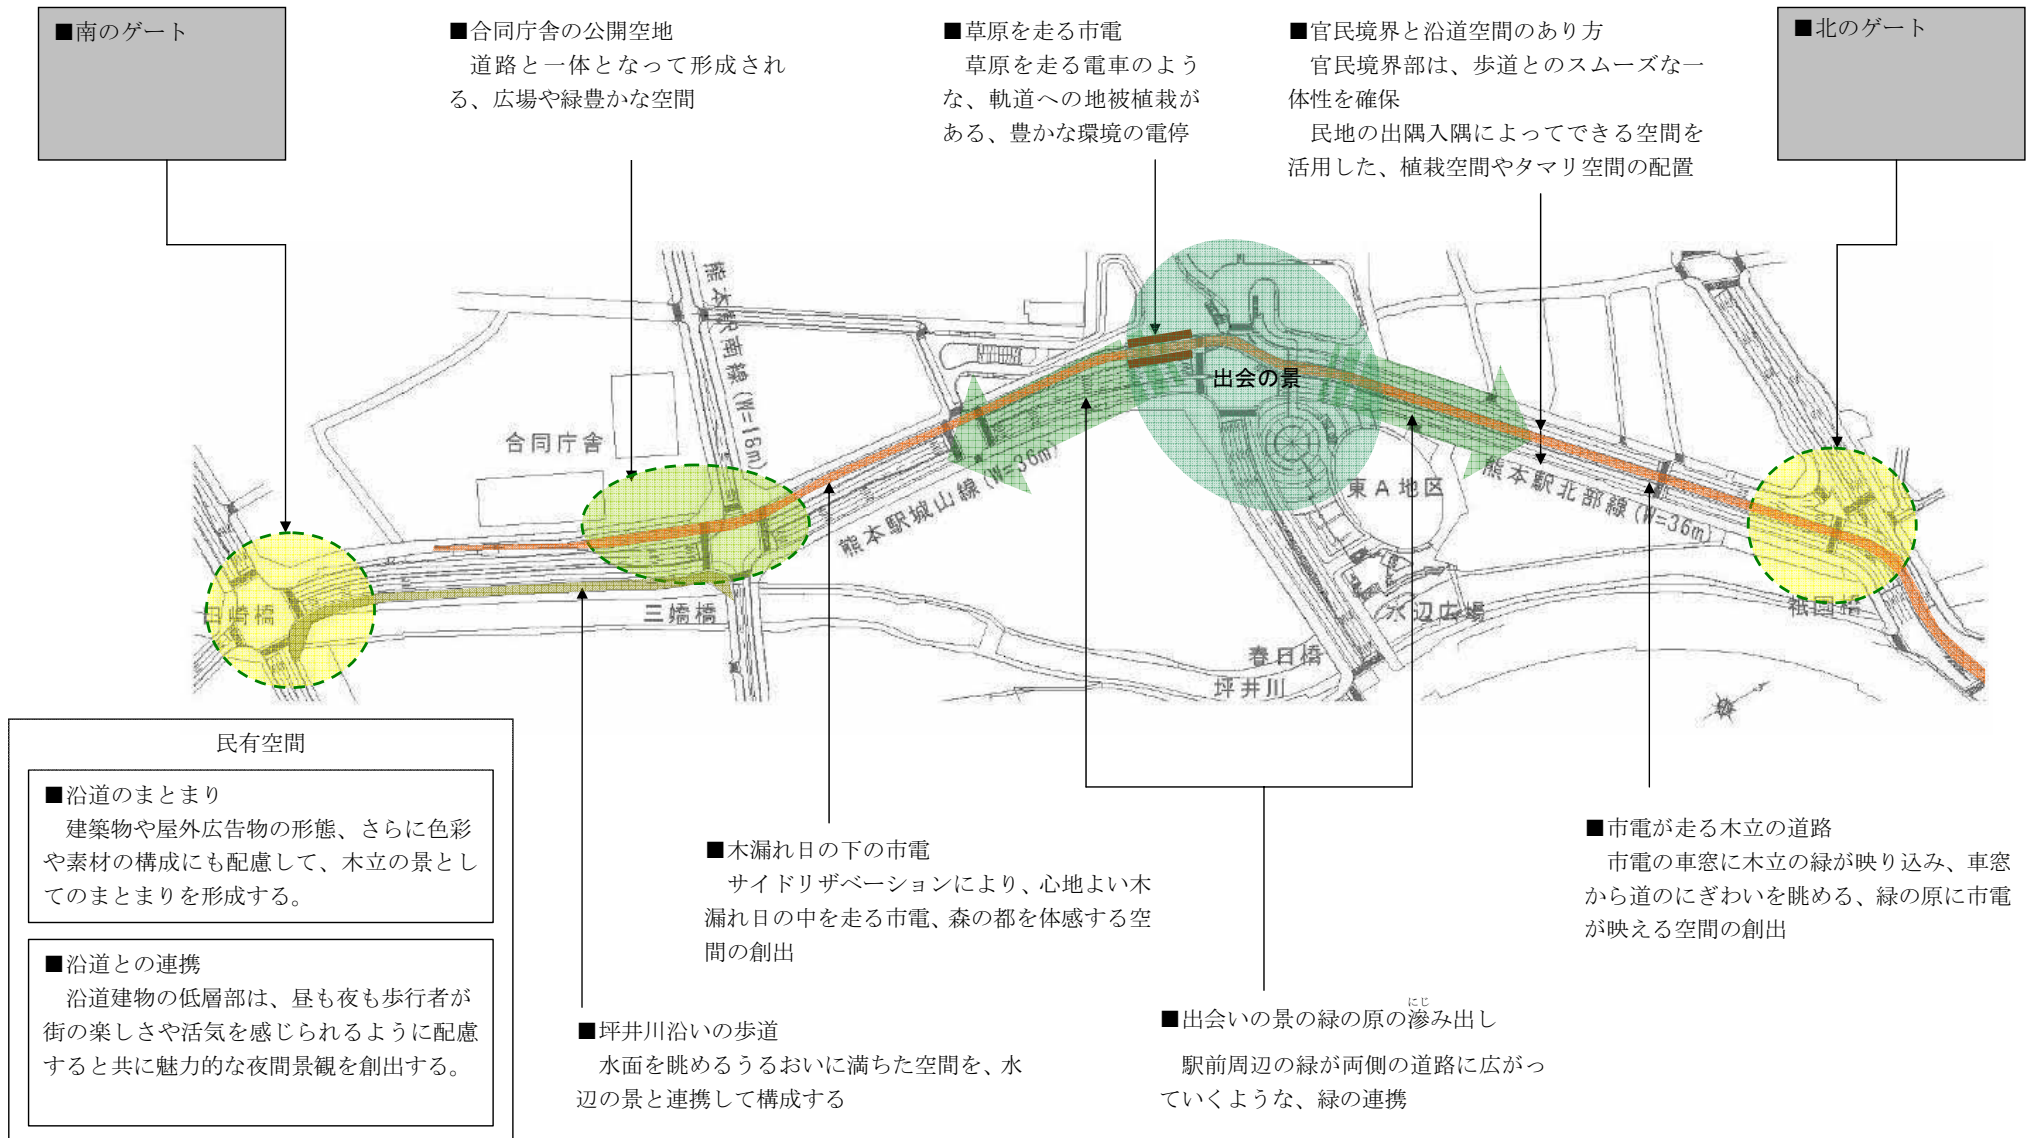 ■南のゲート
■合同庁舎の公開空地
道路と一体となって形成され
る、広場や緑豊かな空間
■草原を走る市電
草原を走る電車のよう
な、軌道への地被植栽が
ある、豊かな環境の電停
■官民境界と沿道空間のあり方
官民境界部は、歩道とのスムーズな一
体性を確保
民地の出隅入隅によってできる空間を
活用した、植栽空間やタマリ空間の配置
■北のゲート
熊本駅南線(W=18m)
出会の景
合同庁舎
熊本駅城山線(W=36m)
東A地区
熊本駅北部線(W=36m)
田崎橋
三嬌橋
水辺広場
祇園橋
春日橋
坪井川
民有空間
■沿道のまとまり
建築物や屋外広告物の形態、さらに色彩
や素材の構成にも配慮して、木立の景とし
てのまとまりを形成する。
■沿道との連携
沿道建物の低層部は、昼も夜も歩行者が
街の楽しさや活気を感じられるように配慮
すると共に魅力的な夜間景観を創出する。
■木漏れ日の下の市電
サイドリザベーションにより、心地よい木
漏れ日の中を走る市電、森の都を体感する空
間の創出
■坪井川沿いの歩道
水面を眺めるうるおいに満ちた空間を、水
辺の景と連携して構成する
にじ
■出会いの景の緑の原の滲み出し
駅前周辺の緑が両側の道路に広がっ
ていくような、緑の連携
■市電が走る木立の道路
市電の車窓に木立の緑が映り込み、車窓
から道のにぎわいを眺める、緑の原に市電
が映える空間の創出